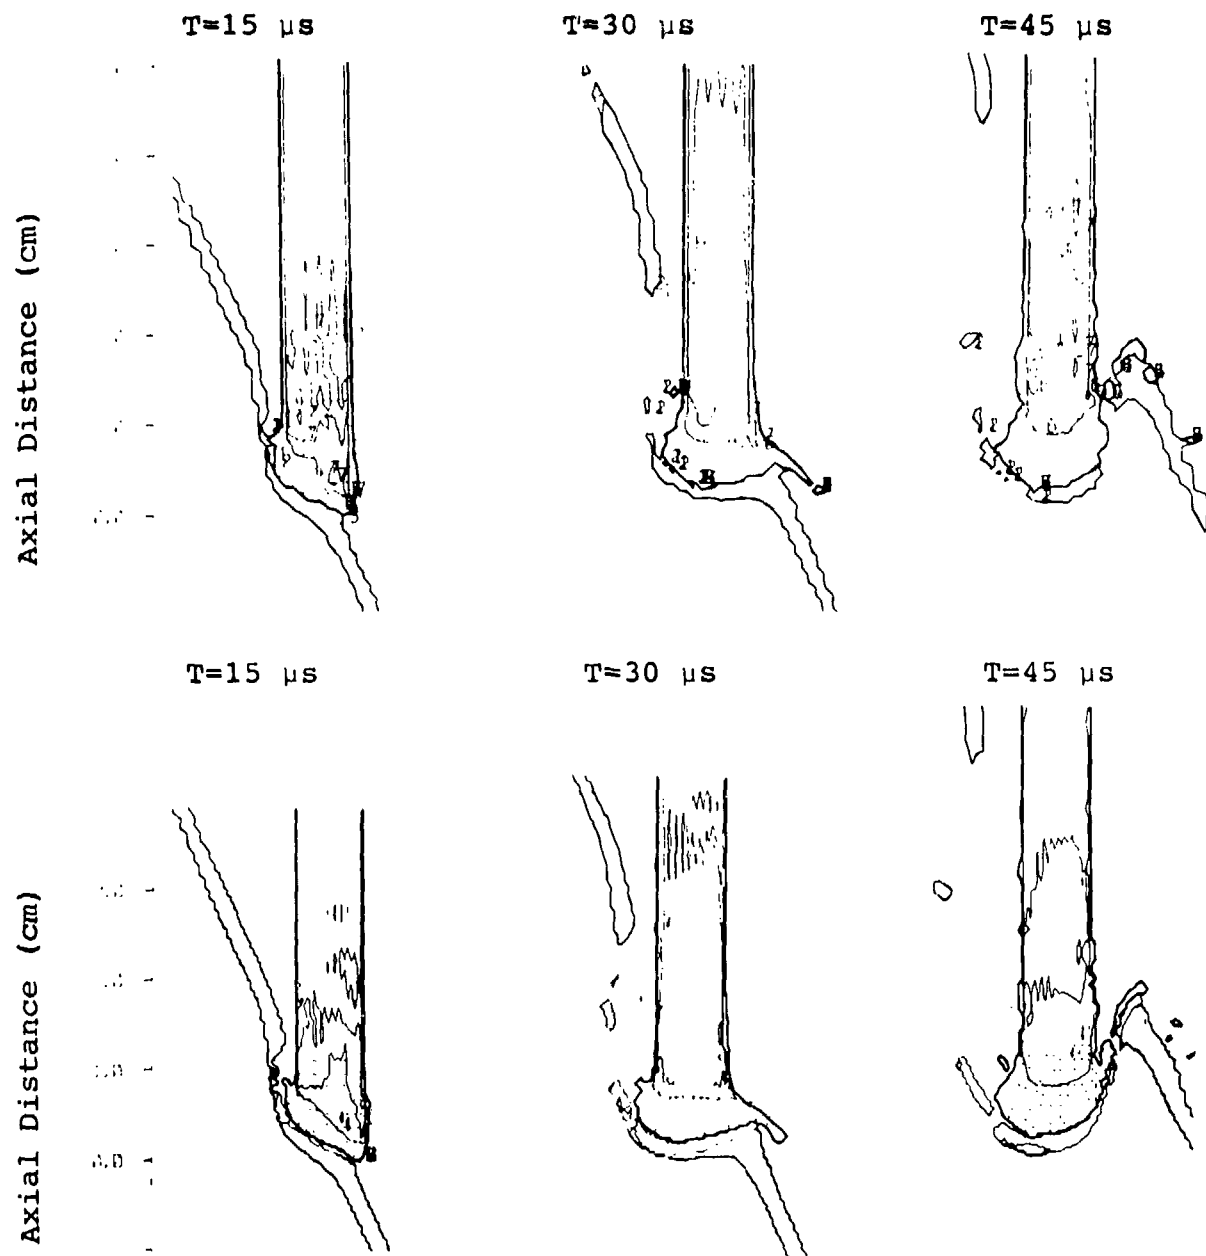 T=15 μs
T=30 μs
T=45 μs
Axial Distance (cm)
T=15 μs
T=30 μs
T=45 μs
Axial Distance (cm)